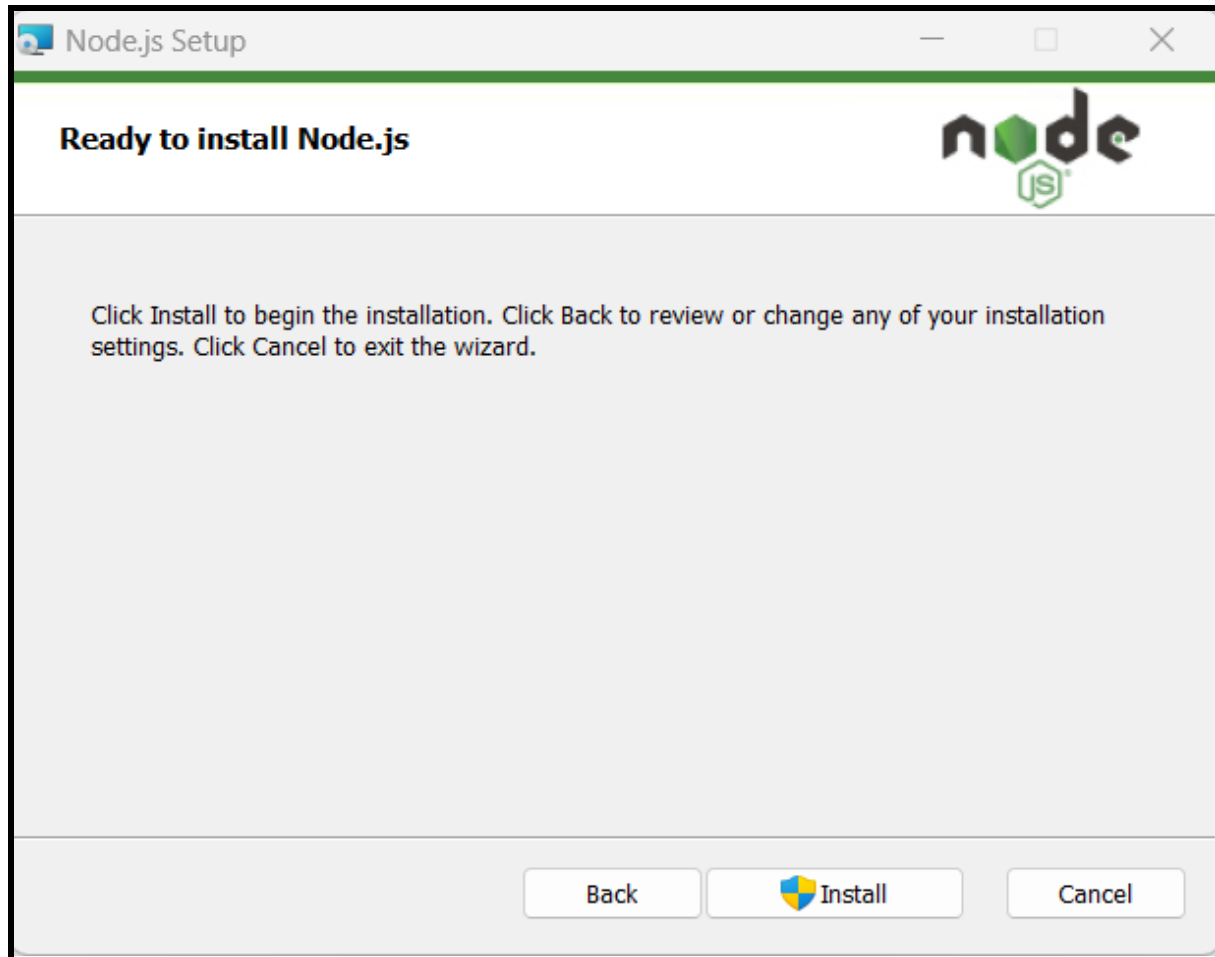 Node.js Setup
Ready to install Node.js
node
JS
Click Install to begin the installation. Click Back to review or change any of your installation
settings. Click Cancel to exit the wizard.
Back
Install
Cancel